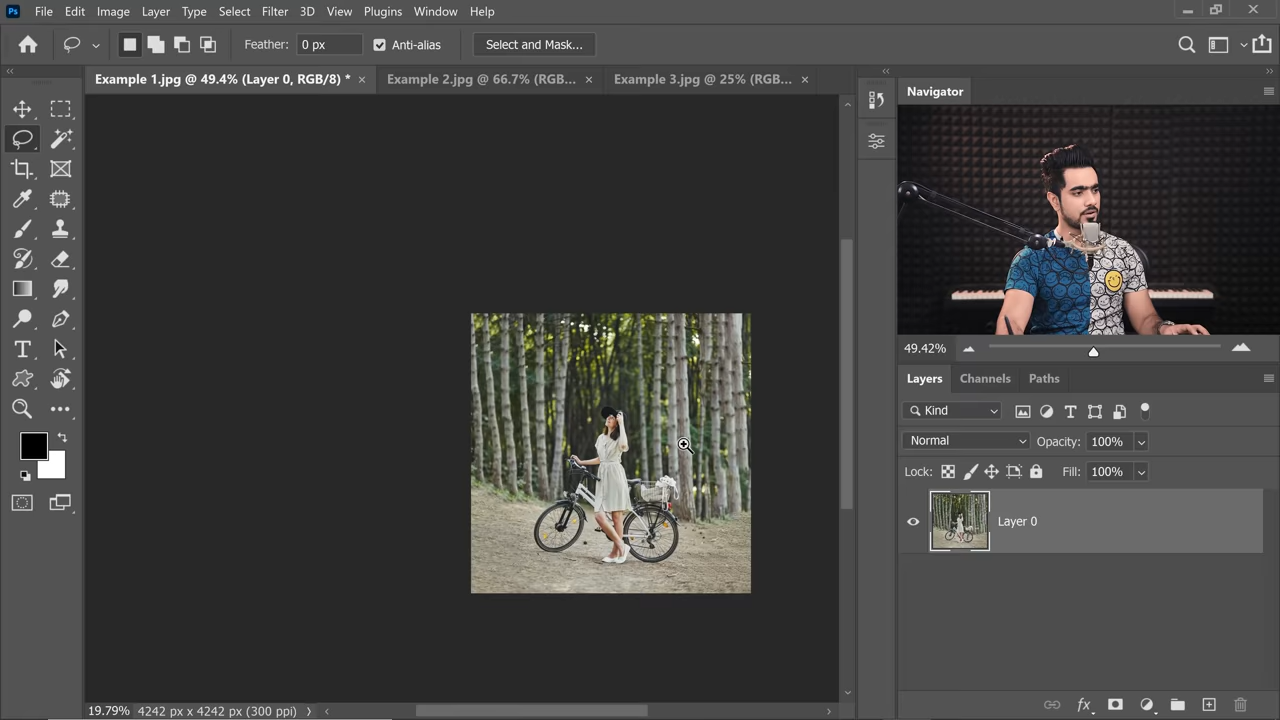 Ps File Edit Image Layer Type Select Filter 3D View Plugins Window Help
Feather: 0 px Anti-alias Select and Mask...
Example 1.jpg @ 49.4% (Layer 0, RGB/8) * × Example 2.jpg @ 66.7% (RGB... × Example 3.jpg @ 25% (RGB... ×
Navigator
49.42%
Layers Channels Paths
Kind
Normal Opacity: 100%
Lock: Fill: 100%
Layer 0
19.79% 4242 px x 4242 px (300 ppi)